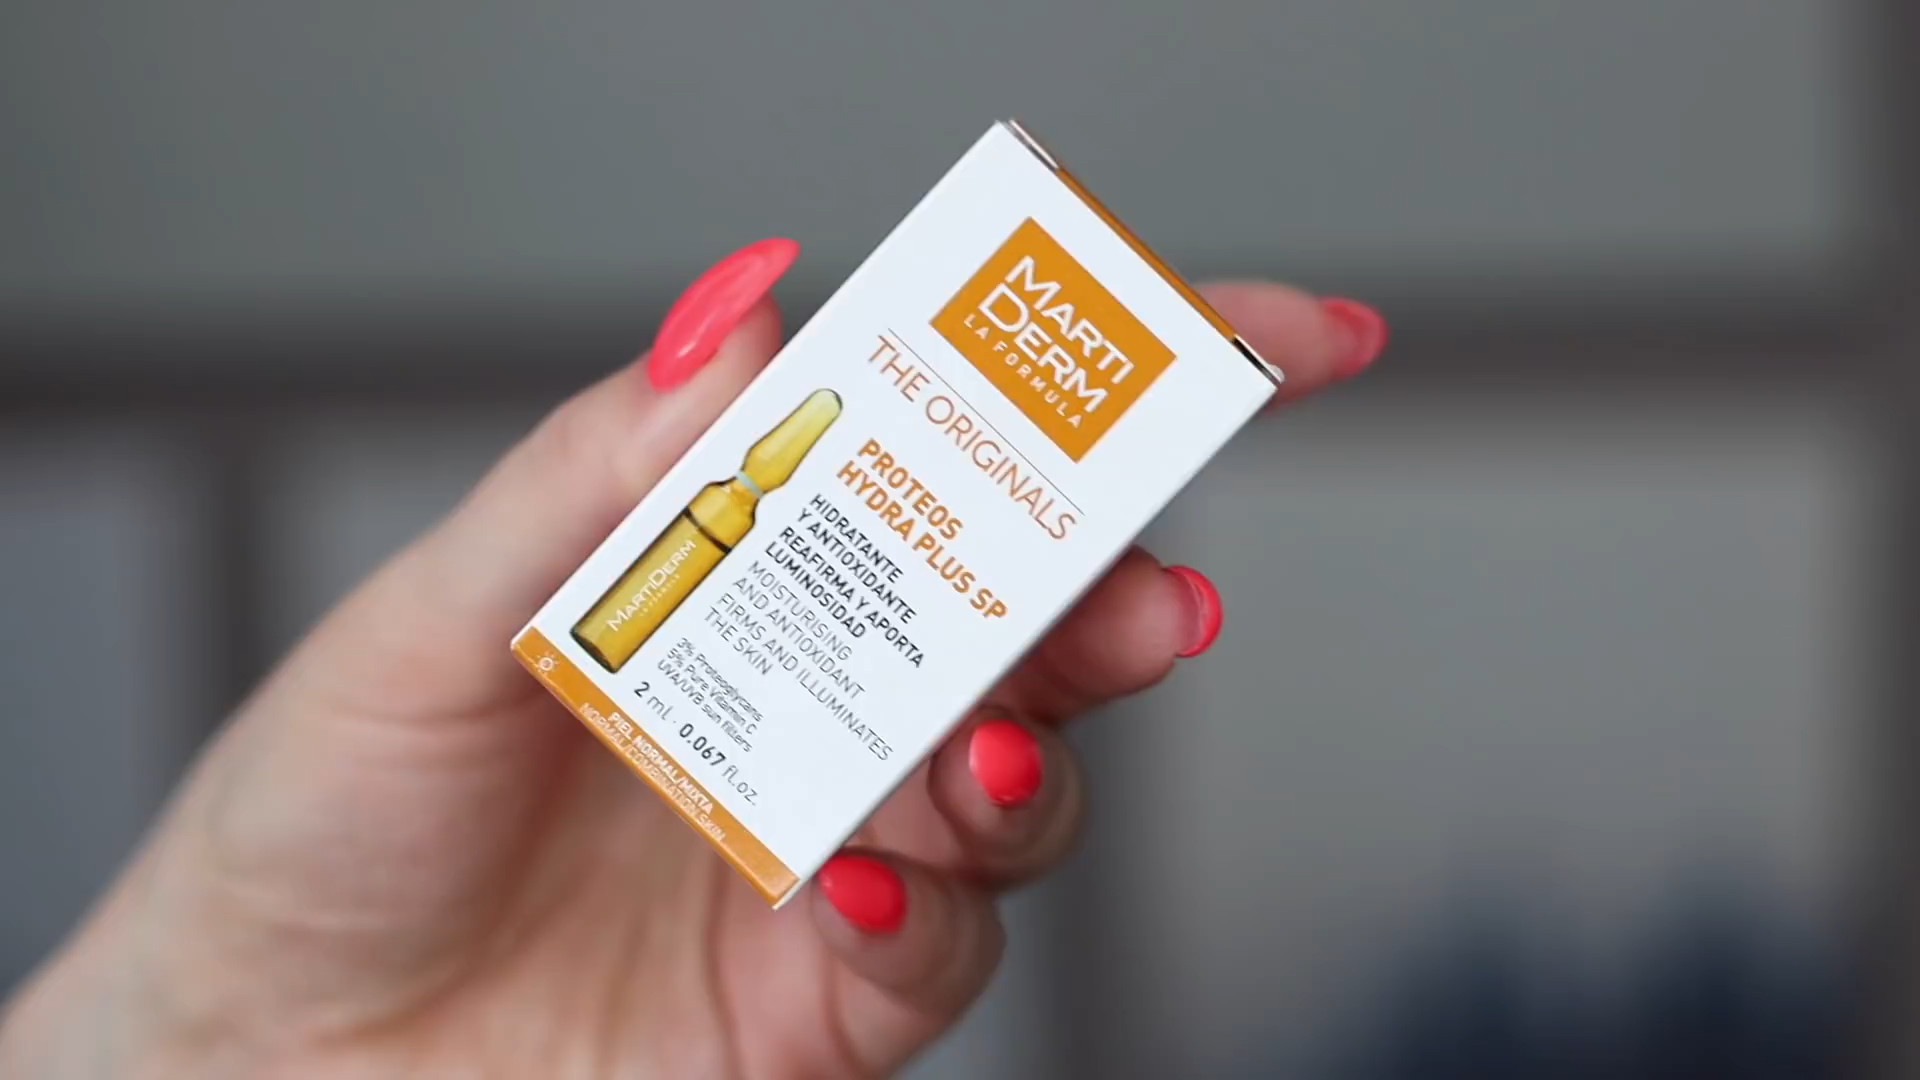 MARTI
DERM
LA FORMULA
THE ORIGINALS
PROTEOS
HYDRA PLUS SP
HIDRATANTE
Y ANTIOXIDANTE
REAFIRMA Y APORTA
LUMINOSIDAD
MOISTURISING
AND ANTIOXIDANT
FIRMS AND ILLUMINATES
THE SKIN
MARTIDERM
LA FORMULA
3% Proteoglycans
5% Pure Vitamin C
UVA/UVB sun filters
2 ml · 0.067 fl.oz.
PIEL NORMAL/MIXTA
NORMAL/COMBINATION SKIN